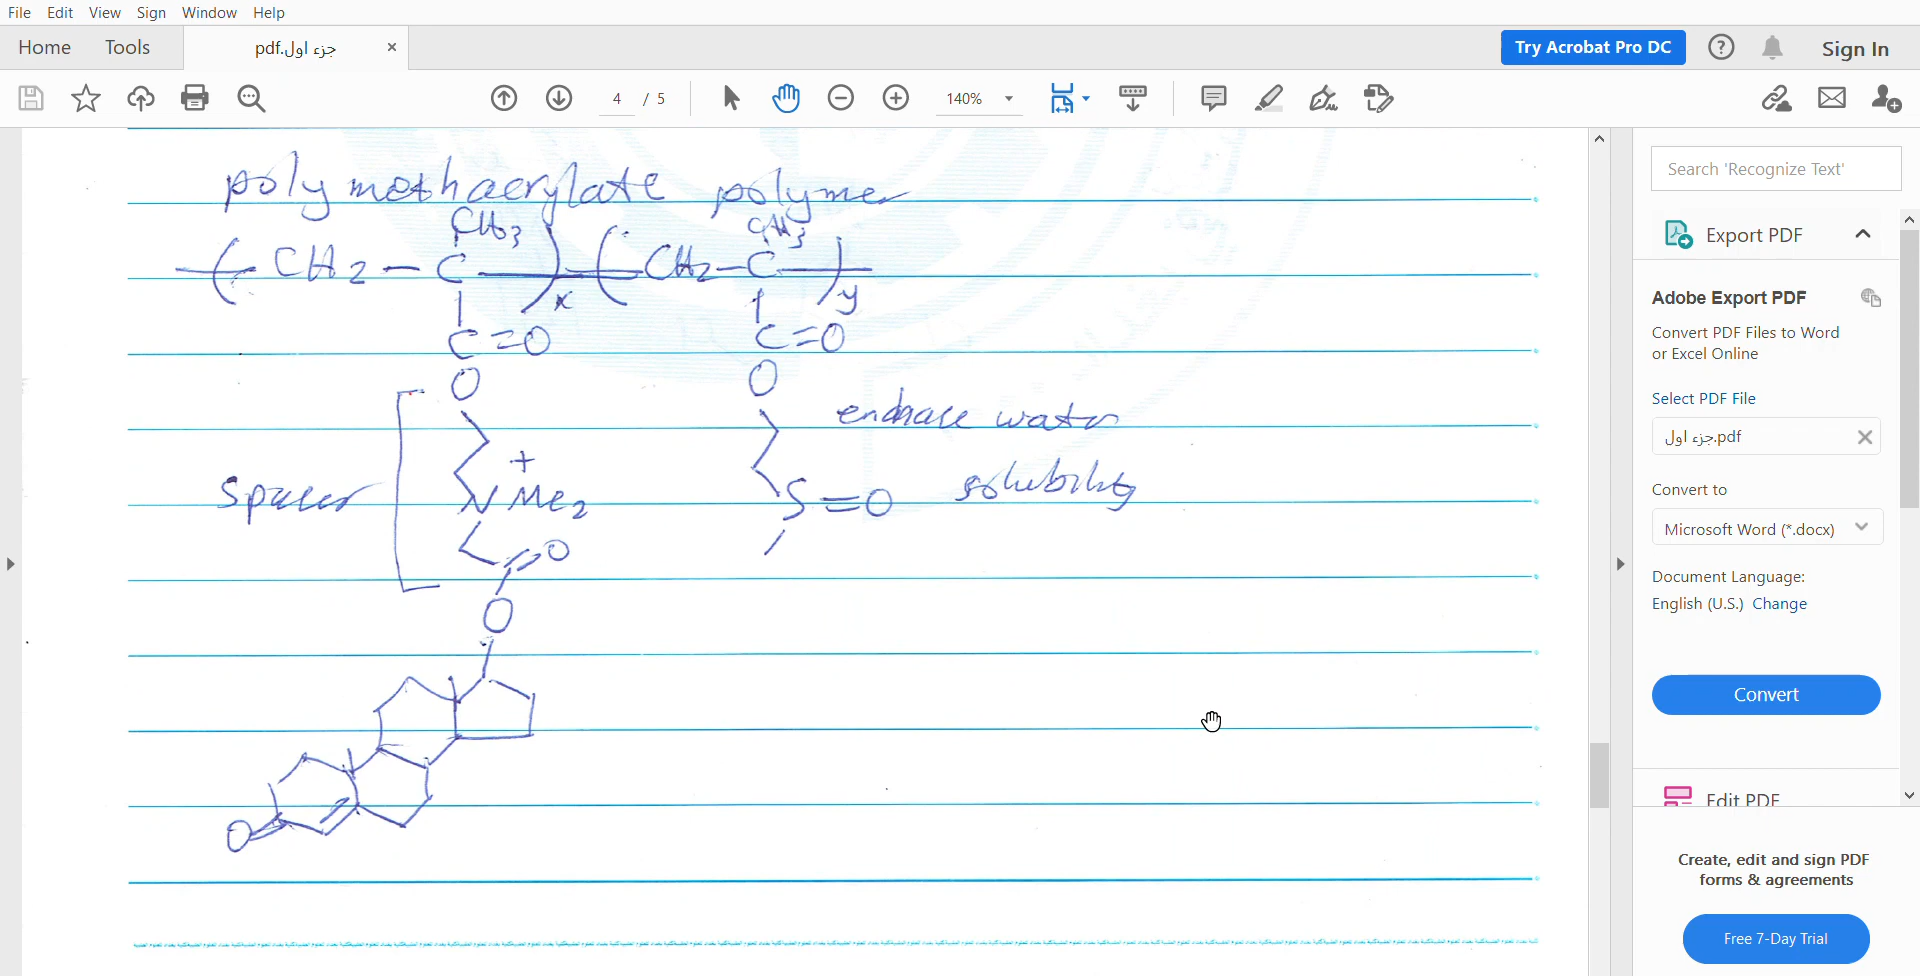 File Edit View Sign Window Help
Home Tools جزء اول.pdf × Try Acrobat Pro DC ? Sign In
4 / 5 140%
poly methacrylate polymer
CH3 CH3
( CH2 - C )x ( CH2 - C )y
C=O C=O
O O
enhace water
+
spacer N Me2 S=O solubility
O
O
O
Search 'Recognize Text'
Export PDF
Adobe Export PDF
Convert PDF Files to Word
or Excel Online
Select PDF File
جزء اول.pdf
Convert to
Microsoft Word (*.docx)
Document Language:
English (U.S.) Change
Convert
Edit PDF
Create, edit and sign PDF
forms & agreements
Free 7-Day Trial